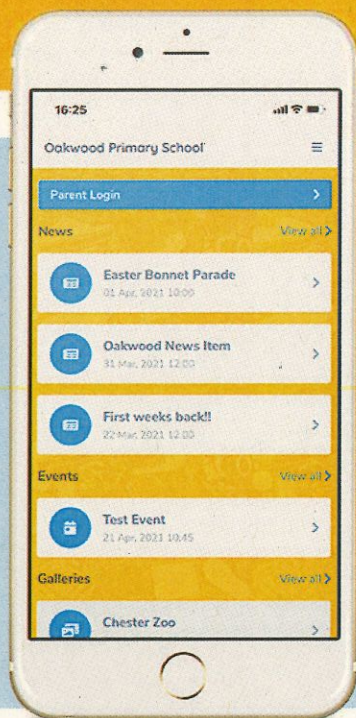 16:25
Oakwood Primary School
Parent Login
News View all
Easter Bonnet Parade
01 Apr, 2021 10:00
Oakwood News Item
31 Mar, 2021 12:00
First weeks back!!
22 Mar, 2021 12:00
Events View all
Test Event
21 Apr, 2021 10:45
Galleries View all
Chester Zoo